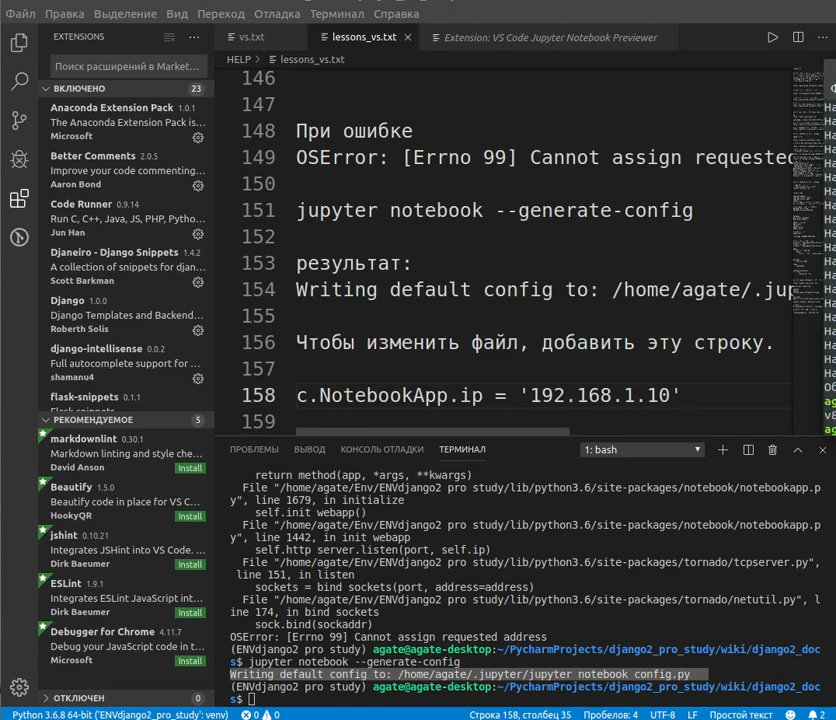 Файл Правка Выделение Вид Переход Отладка Терминал Справка
EXTENSIONS
vs.txt
lessons_vs.txt
Extension: VS Code Jupyter Notebook Previewer
Поиск расширений в Market...
HELP > lessons_vs.txt
ВКЛЮЧЕНО 23
Anaconda Extension Pack 1.0.1
The Anaconda Extension Pack is...
Microsoft
Better Comments 2.0.5
Improve your code commenting...
Aaron Bond
Code Runner 0.9.14
Run C, C++, Java, JS, PHP, Pytho...
Jun Han
Djaneiro - Django Snippets 1.4.2
A collection of snippets for djan...
Scott Barkman
Django 1.0.0
Django Templates and Backend...
Roberth Solis
django-intellisense 0.0.2
Full autocomplete support for ...
shamanu4
flask-snippets 0.1.1
Flask snippets
РЕКОМЕНДУЕМОЕ 5
markdownlint 0.30.1
Markdown linting and style che...
David Anson
Install
Beautify 1.5.0
Beautify code in place for VS C...
HookyQR
Install
jshint 0.10.21
Integrates JSHint into VS Code. ...
Dirk Baeumer
Install
ESLint 1.9.1
Integrates ESLint JavaScript int...
Dirk Baeumer
Install
Debugger for Chrome 4.11.7
Debug your JavaScript code in t...
Microsoft
Install
ОТКЛЮЧЕН 0
146
147
148 При ошибке
149 OSError: [Errno 99] Cannot assign requested
150
151 jupyter notebook --generate-config
152
153 результат:
154 Writing default config to: /home/agate/.jup
155
156 Чтобы изменить файл, добавить эту строку.
157
158 c.NotebookApp.ip = '192.168.1.10'
159
ПРОБЛЕМЫ ВЫВОД КОНСОЛЬ ОТЛАДКИ ТЕРМИНАЛ 1: bash
return method(app, *args, **kwargs)
File "/home/agate/Env/ENVdjango2 pro study/lib/python3.6/site-packages/notebook/notebookapp.p
y", line 1679, in initialize
self.init webapp()
File "/home/agate/Env/ENVdjango2 pro study/lib/python3.6/site-packages/notebook/notebookapp.p
y", line 1442, in init webapp
self.http server.listen(port, self.ip)
File "/home/agate/Env/ENVdjango2 pro study/lib/python3.6/site-packages/tornado/tcpserver.py",
line 151, in listen
sockets = bind sockets(port, address=address)
File "/home/agate/Env/ENVdjango2 pro study/lib/python3.6/site-packages/tornado/netutil.py", l
ine 174, in bind sockets
sock.bind(sockaddr)
OSError: [Errno 99] Cannot assign requested address
(ENVdjango2 pro study) agate@agate-desktop:~/PycharmProjects/django2_pro_study/wiki/django2_doc
s$ jupyter notebook --generate-config
Writing default config to: /home/agate/.jupyter/jupyter notebook config.py
(ENVdjango2 pro study) agate@agate-desktop:~/PycharmProjects/django2_pro_study/wiki/django2_doc
s$
Python 3.6.8 64-bit ('ENVdjango2_pro_study': venv) 0 0 Строка 158, столбец 35 Пробелов: 4 UTF-8 LF Простой текст 2